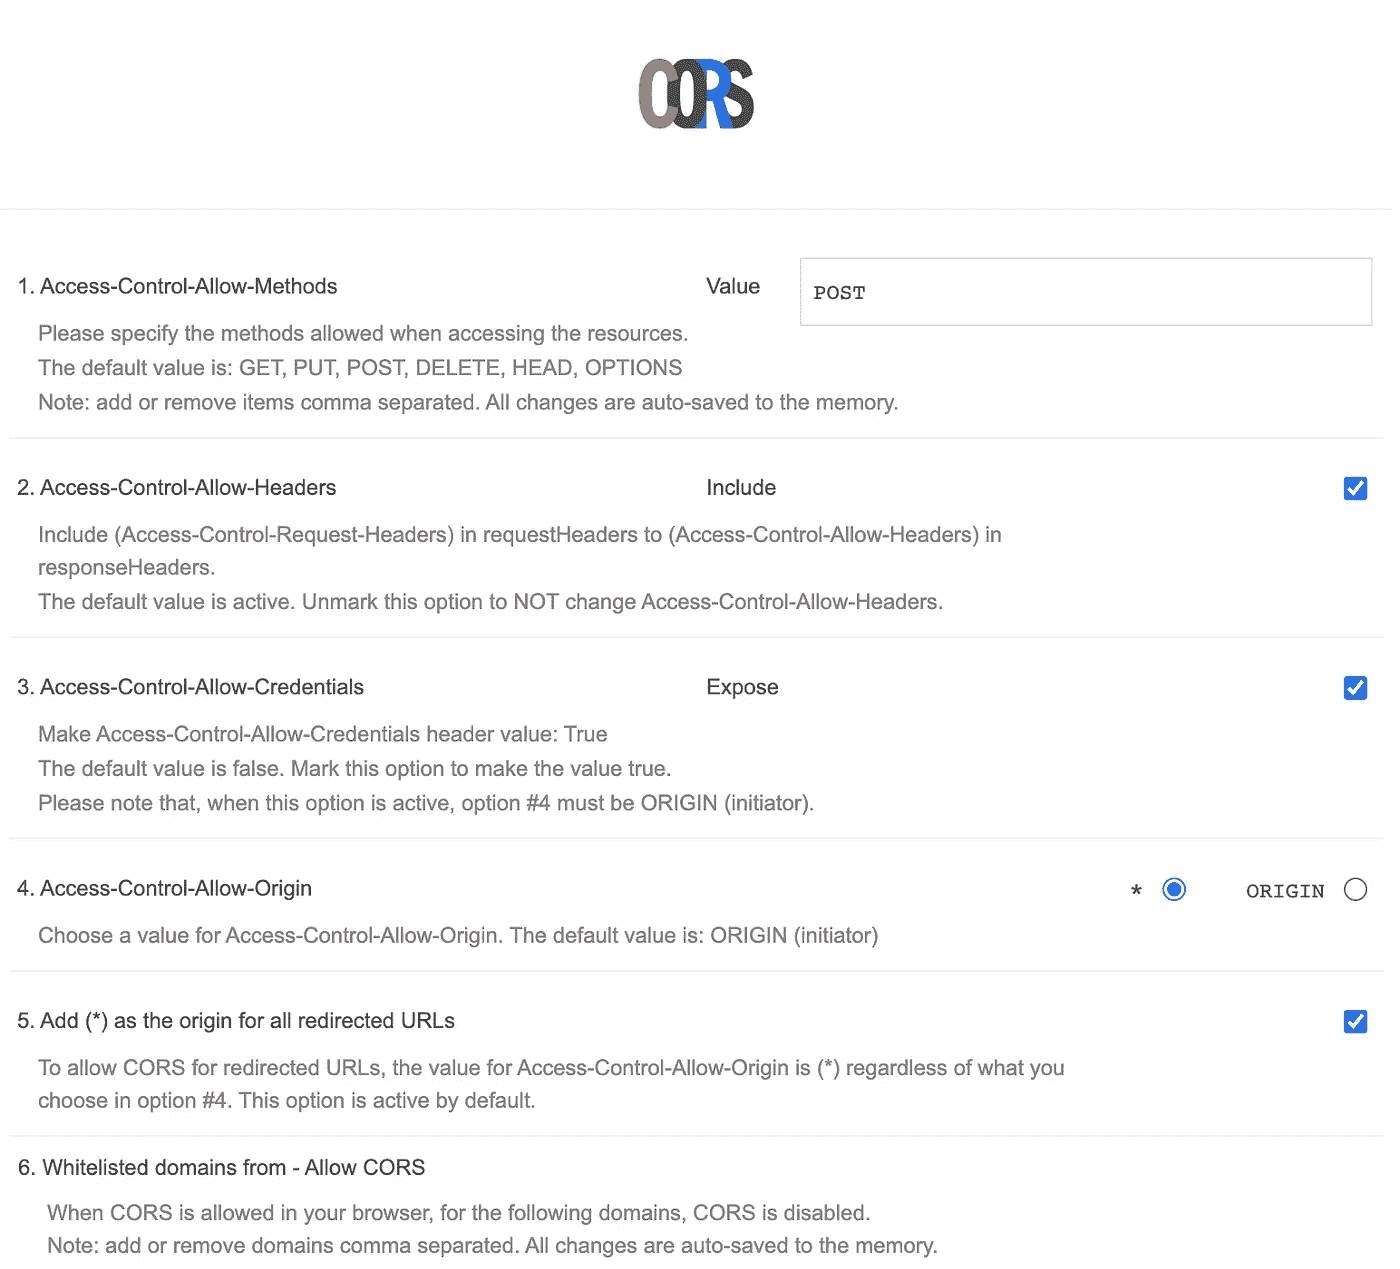 CORS
1. Access-Control-Allow-Methods Value POST
Please specify the methods allowed when accessing the resources.
The default value is: GET, PUT, POST, DELETE, HEAD, OPTIONS
Note: add or remove items comma separated. All changes are auto-saved to the memory.
2. Access-Control-Allow-Headers Include
Include (Access-Control-Request-Headers) in requestHeaders to (Access-Control-Allow-Headers) in
responseHeaders.
The default value is active. Unmark this option to NOT change Access-Control-Allow-Headers.
3. Access-Control-Allow-Credentials Expose
Make Access-Control-Allow-Credentials header value: True
The default value is false. Mark this option to make the value true.
Please note that, when this option is active, option #4 must be ORIGIN (initiator).
4. Access-Control-Allow-Origin * ORIGIN
Choose a value for Access-Control-Allow-Origin. The default value is: ORIGIN (initiator)
5. Add (*) as the origin for all redirected URLs
To allow CORS for redirected URLs, the value for Access-Control-Allow-Origin is (*) regardless of what you
choose in option #4. This option is active by default.
6. Whitelisted domains from - Allow CORS
When CORS is allowed in your browser, for the following domains, CORS is disabled.
Note: add or remove domains comma separated. All changes are auto-saved to the memory.